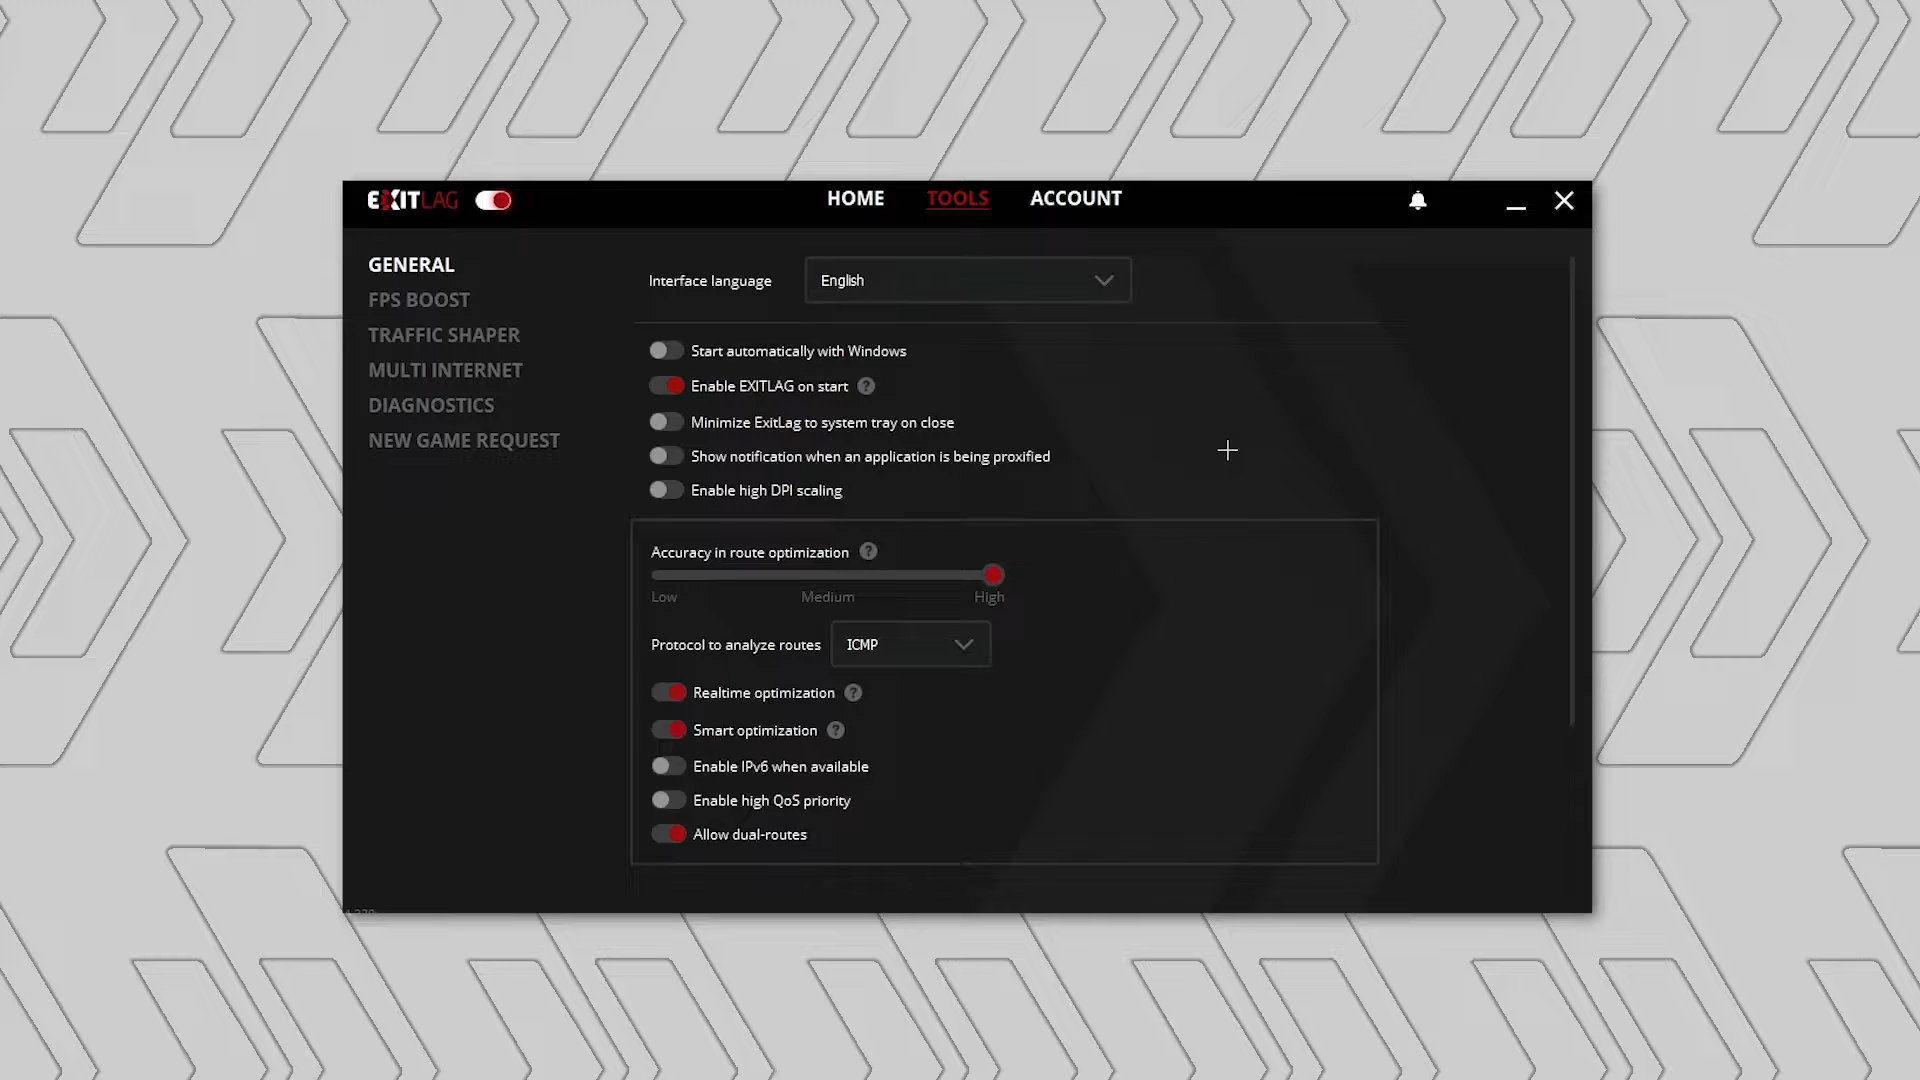 EXITLAG
HOME
TOOLS
ACCOUNT
GENERAL
FPS BOOST
TRAFFIC SHAPER
MULTI INTERNET
DIAGNOSTICS
NEW GAME REQUEST
Interface language
English
Start automatically with Windows
Enable EXITLAG on start ?
Minimize ExitLag to system tray on close
Show notification when an application is being proxified
Enable high DPI scaling
Accuracy in route optimization ?
Low Medium High
Protocol to analyze routes ICMP
Realtime optimization ?
Smart optimization ?
Enable IPv6 when available
Enable high QoS priority
Allow dual-routes